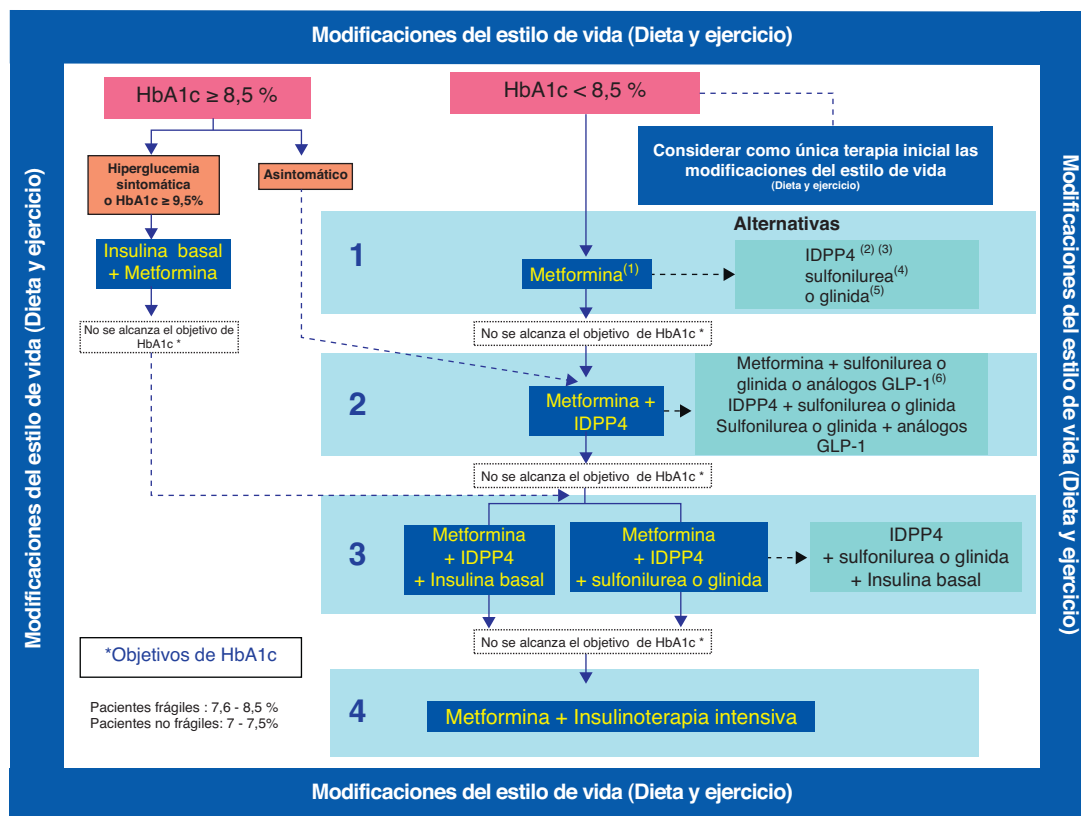 Modificaciones del estilo de vida (Dieta y ejercicio)
Modificaciones del estilo de vida (Dieta y ejercicio)
HbA1c ≥ 8,5 %
HbA1c < 8,5 %
Considerar como única terapia inicial las
modificaciones del estilo de vida
(Dieta y ejercicio)
Hiperglucemia
sintomática
o HbA1c ≥ 9,5%
Asintomático
Insulina basal
+ Metformina
No se alcanza el objetivo de
HbA1c *
1
Metformina(1)
Alternativas
IDPP4 (2) (3)
sulfonilurea(4)
o glinida(5)
No se alcanza el objetivo de HbA1c *
2
Metformina +
IDPP4
Metformina + sulfonilurea o
glinida o análogos GLP-1(6)
IDPP4 + sulfonilurea o glinida
Sulfonilurea o glinida + análogos
GLP-1
No se alcanza el objetivo de HbA1c *
3
Metformina
+ IDPP4
+ Insulina basal
Metformina
+ IDPP4
+ sulfonilurea o glinida
IDPP4
+ sulfonilurea o glinida
+ Insulina basal
No se alcanza el objetivo de HbA1c *
*Objetivos de HbA1c
Pacientes frágiles : 7,6 - 8,5 %
Pacientes no frágiles: 7 - 7,5%
4
Metformina + Insulinoterapia intensiva
Modificaciones del estilo de vida (Dieta y ejercicio)
Modificaciones del estilo de vida (Dieta y ejercicio)